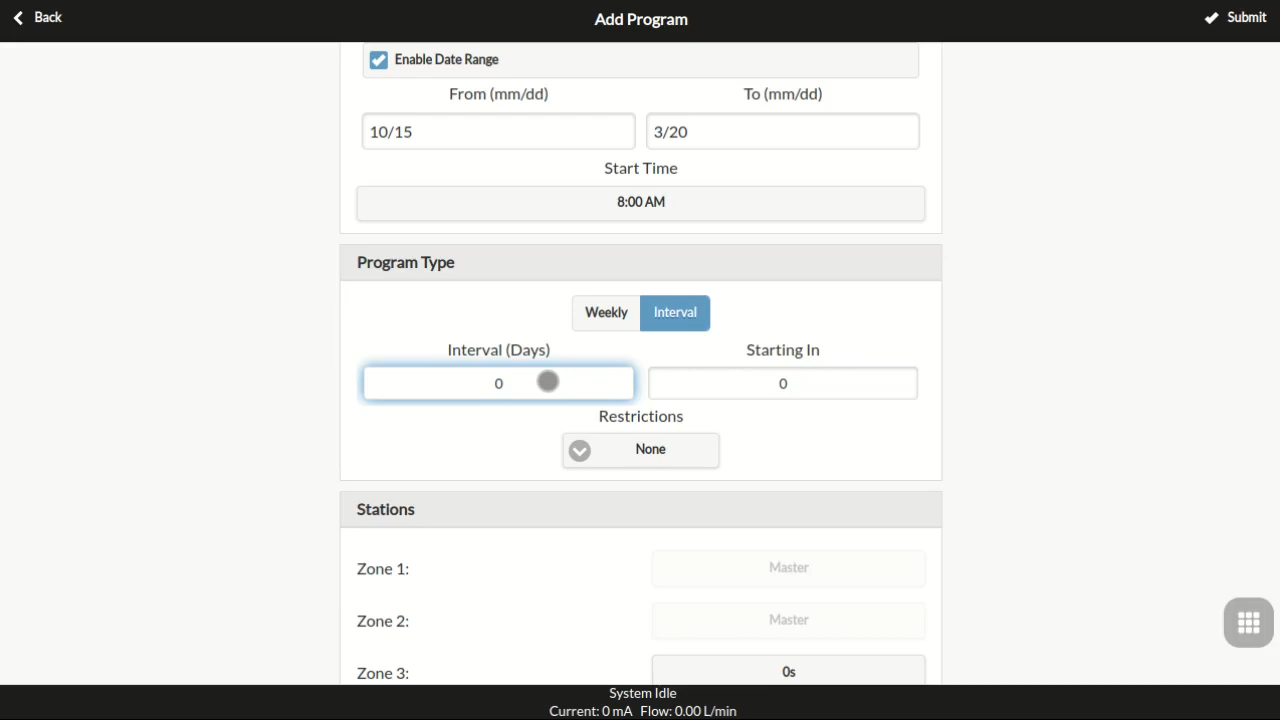 Back
Add Program
Submit
Enable Date Range
From (mm/dd)
To (mm/dd)
10/15
3/20
Start Time
8:00 AM
Program Type
Weekly
Interval
Interval (Days)
Starting In
0
0
Restrictions
None
Stations
Zone 1:
Master
Zone 2:
Master
Zone 3:
0s
System Idle
Current: 0 mA Flow: 0.00 L/min